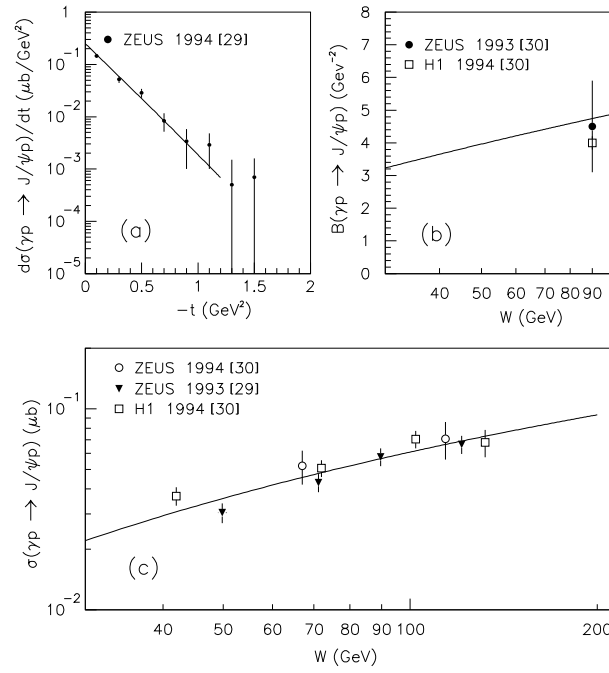 dσ(γp → J/ψp)/dt (μb/GeV²)
10⁻¹
1
10⁻¹
10⁻²
10⁻³
10⁻⁴
10⁻⁵
ZEUS 1994 [29]
(a)
0 0.5 1 1.5 2
−t (GeV²)
B(γp → J/ψp) (Gev⁻²)
8
7
6
5
4
3
2
1
0
ZEUS 1993 [30]
H1 1994 [30]
(b)
40 50 60 70 80 90
W (GeV)
σ(γp → J/ψp) (μb)
10⁻¹
10⁻²
ZEUS 1994 [30]
ZEUS 1993 [29]
H1 1994 [30]
(c)
40 50 60 70 80 90 100 200
W (GeV)